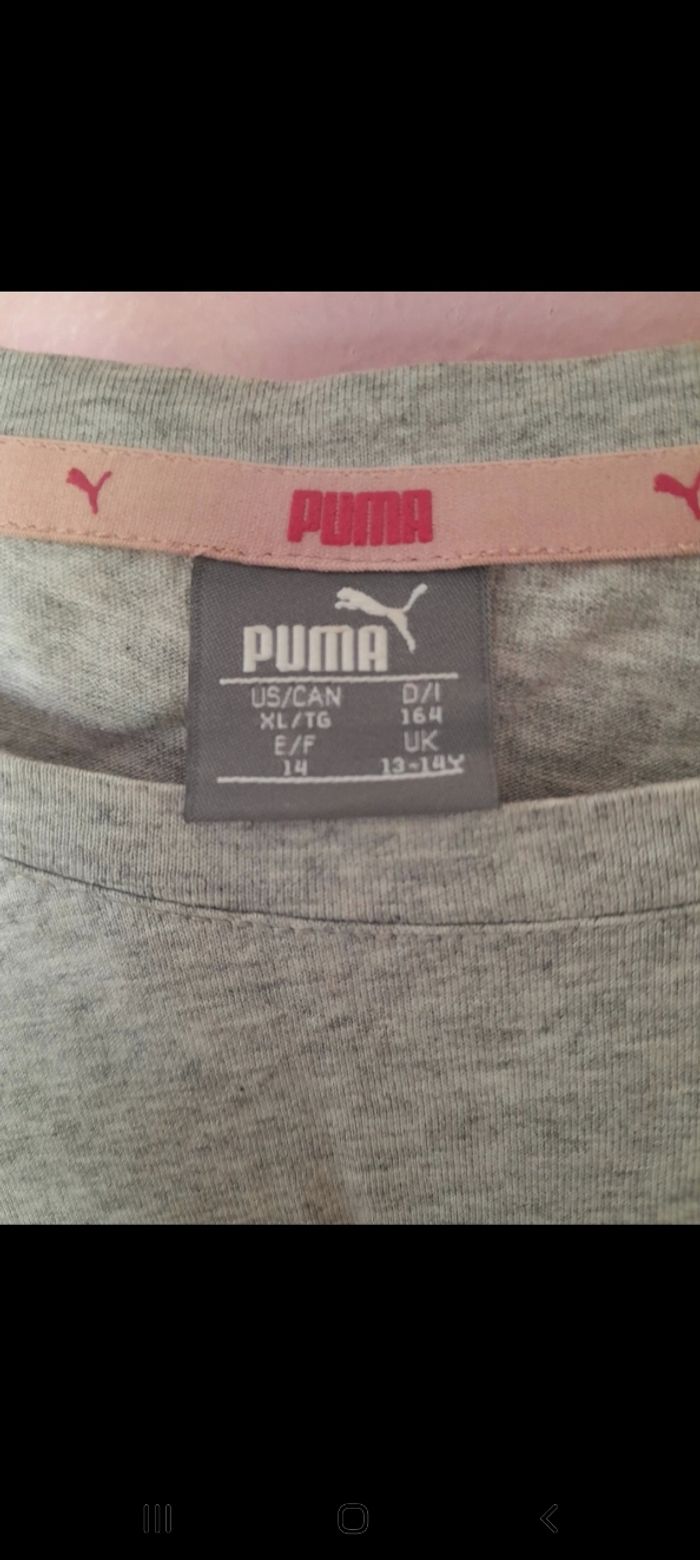 PUMA
PUMA
US/CAN D/I
XL/TG 164
E/F UK
14 13-14Y